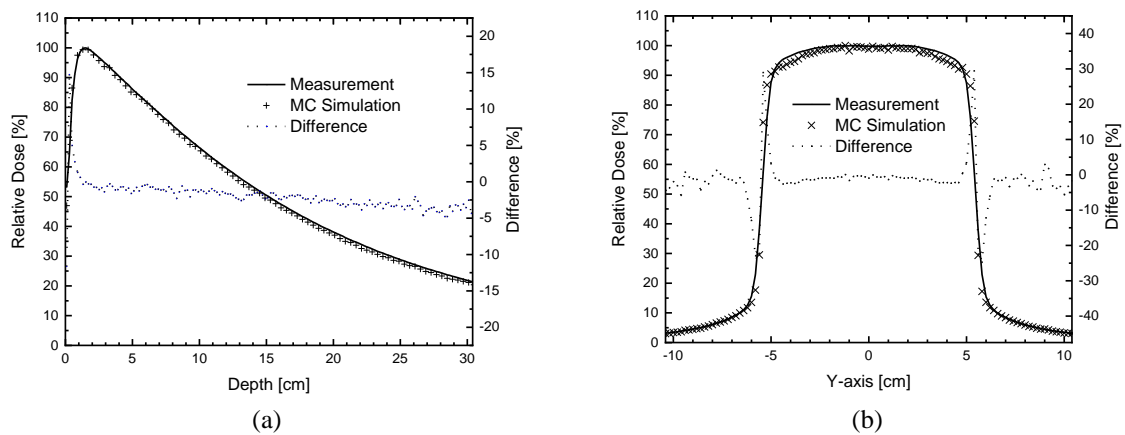 110
100
90
80
70
60
50
40
30
20
10
0
Relative Dose [%]
0 5 10 15 20 25 30
Depth [cm]
20
15
10
5
0
-5
-10
-15
-20
Difference [%]
Measurement
MC Simulation
Difference
(a)
110
100
90
80
70
60
50
40
30
20
10
0
Relative Dose [%]
-10 -5 0 5 10
Y-axis [cm]
40
30
20
10
0
-10
-20
-30
-40
Difference [%]
Measurement
MC Simulation
Difference
(b)